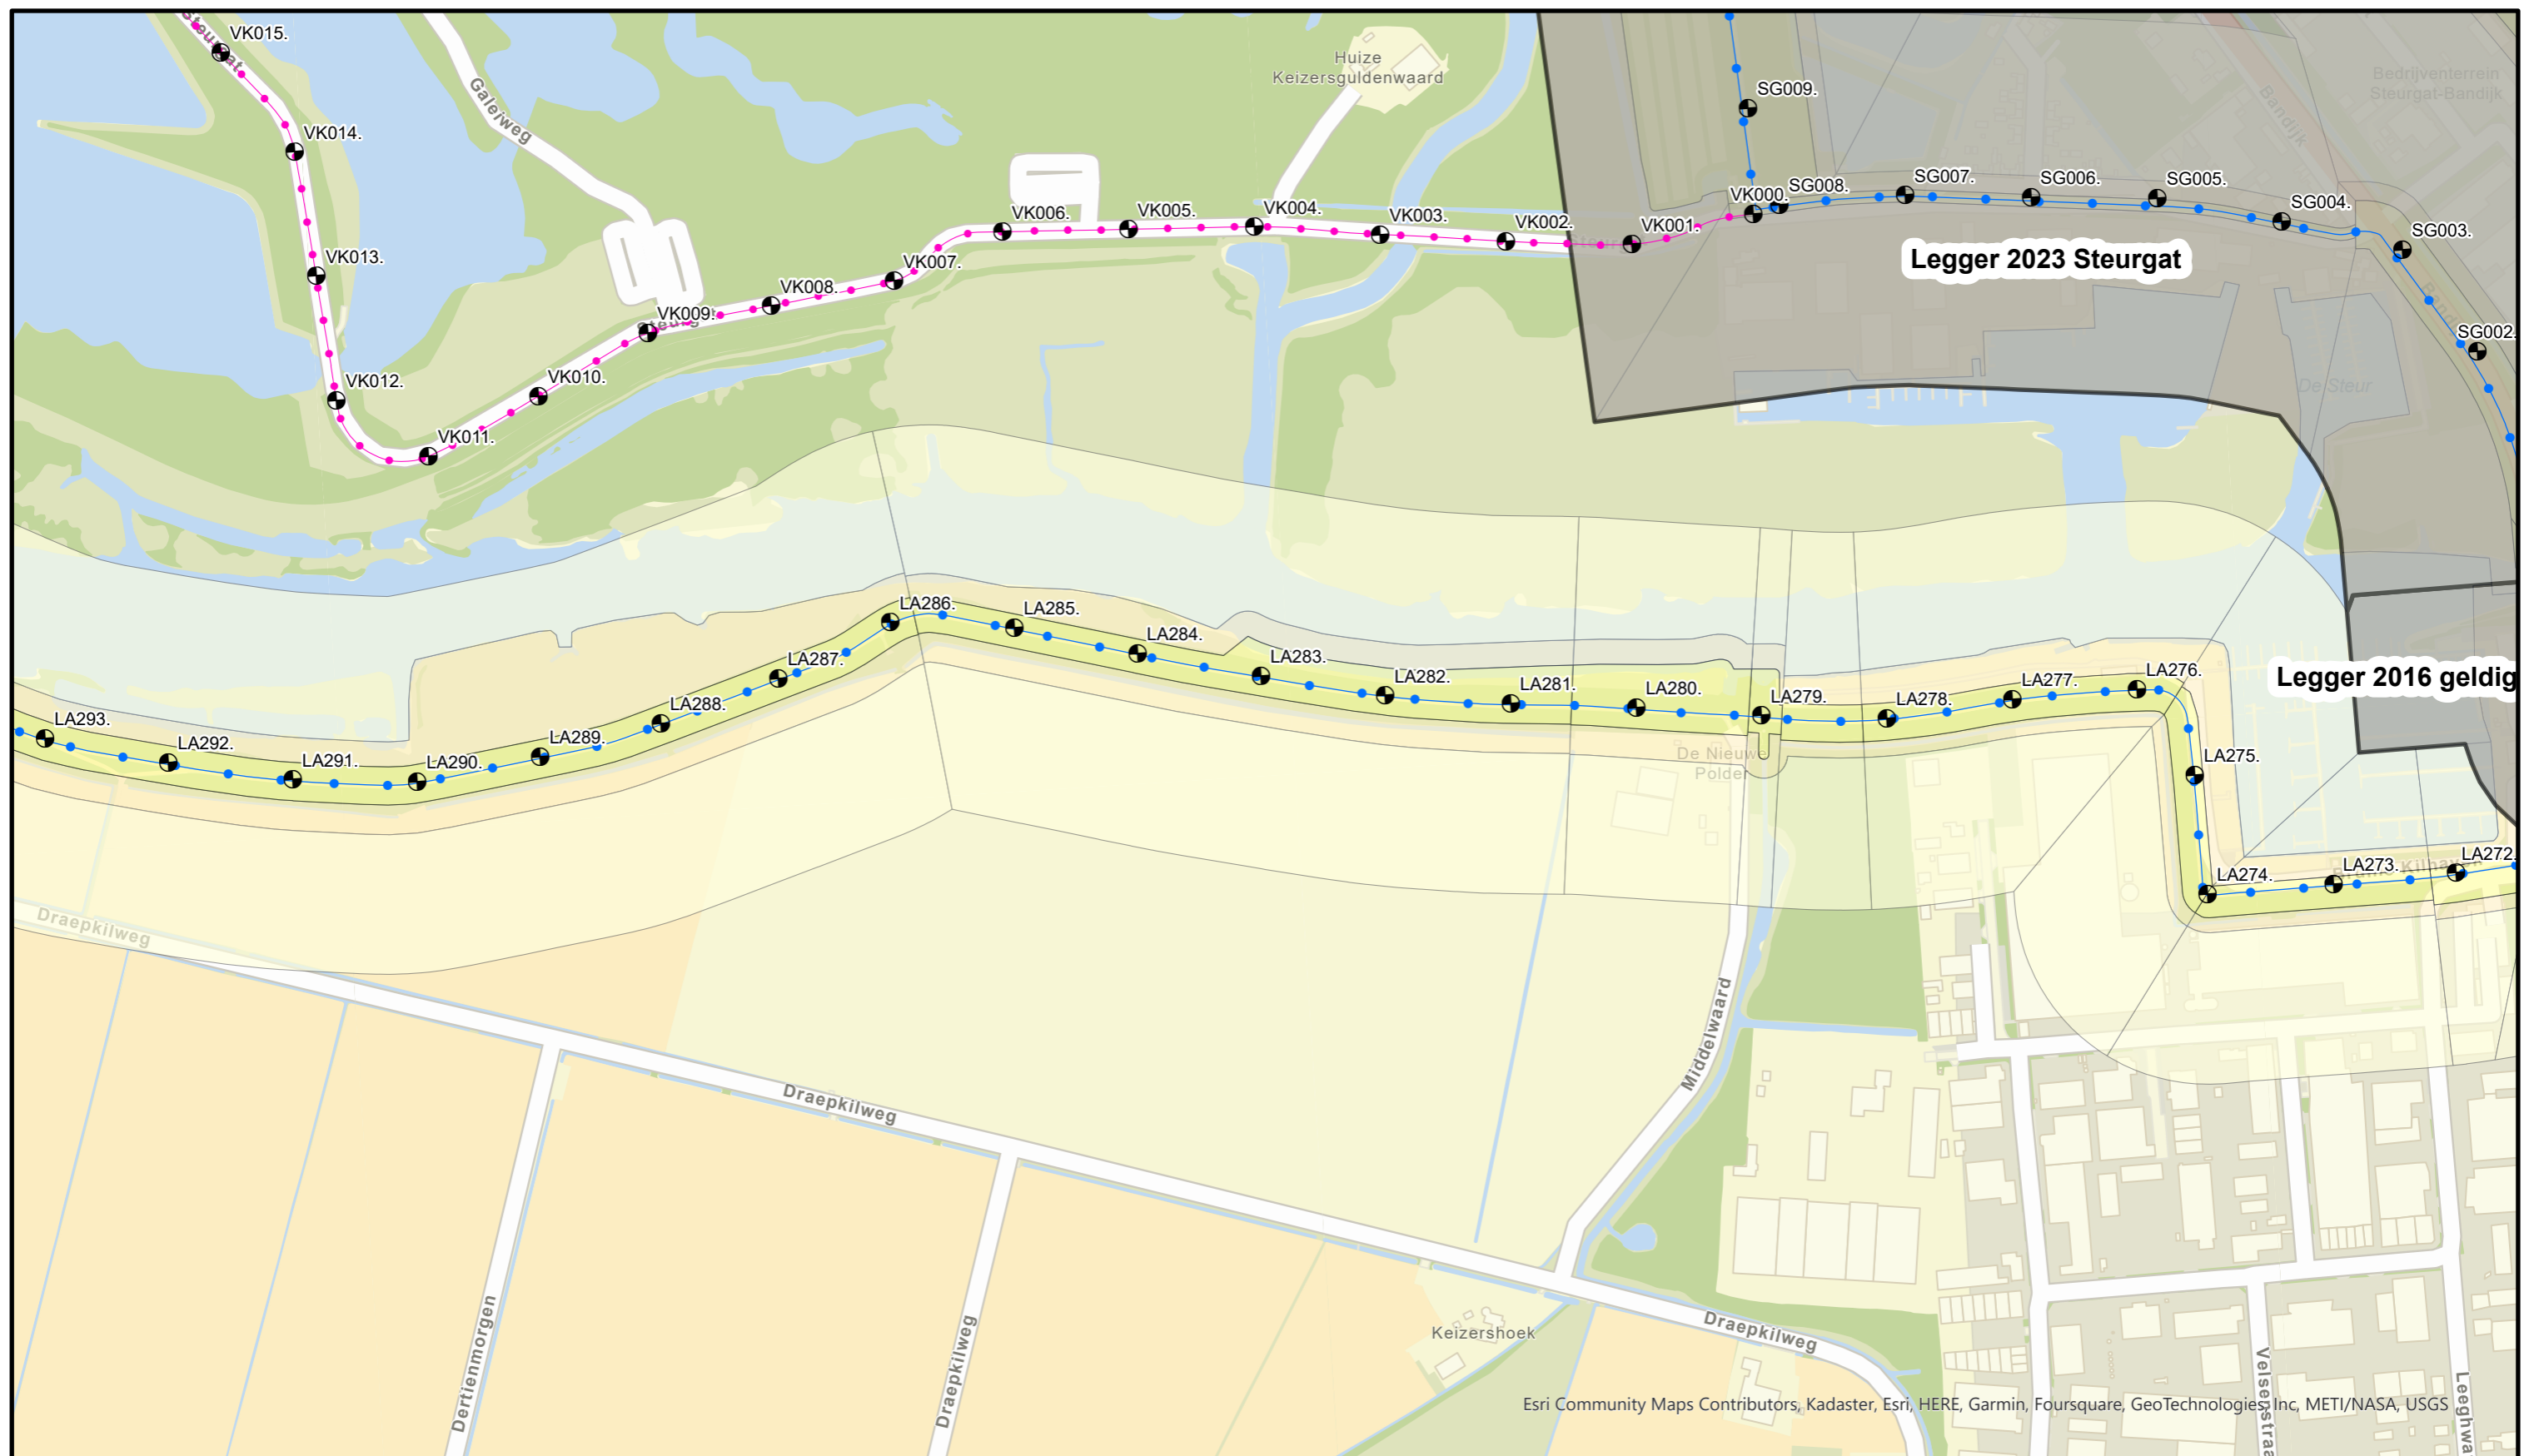 Steurgat
VK015.
Galeiweg
Huize
Keizersguldenwaard
SG009.
Bandijk
Bedrijventerrein
Steurgat-Bandijk
VK014.
VK013.
VK012.
VK011.
VK010.
VK009.
Steurgat
VK008.
VK007.
VK006.
VK005.
VK004.
VK003.
VK002.
VK001.
VK000.
SG008.
SG007.
SG006.
SG005.
SG004.
SG003.
SG002.
Legger 2023 Steurgat
De Steur
LA293.
LA292.
LA291.
LA290.
LA289.
LA288.
LA287.
LA286.
LA285.
LA284.
LA283.
LA282.
LA281.
LA280.
LA279.
LA278.
LA277.
LA276.
LA275.
LA274.
LA273.
LA272.
Legger 2016 geldig
De Nieuwe
Polder
Draepkilweg
Draepkilweg
Middelwaard
Dertienmorgen
Draepkilweg
Keizershoek
Draepkilweg
Velsenstraa
Leeghwa
Esri Community Maps Contributors, Kadaster, Esri, HERE, Garmin, Foursquare, GeoTechnologies, Inc, METI/NASA, USGS